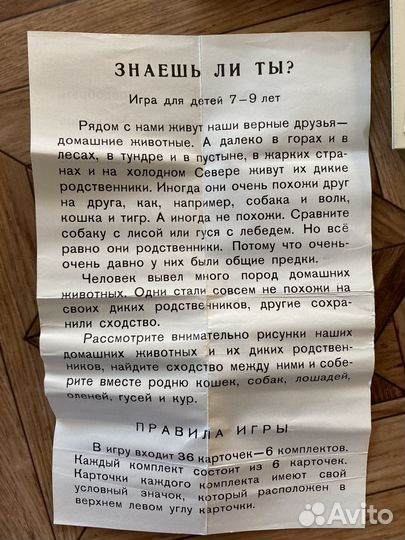 ЗНАЕШЬ ЛИ ТЫ?
Игра для детей 7—9 лет
Рядом с нами живут наши верные друзья—
домашние животные. А далеко в горах и в
лесах, в тундре и в пустыне, в жарких стра-
нах и на холодном Севере живут их дикие
родственники. Иногда они очень похожи друг
на друга, как, например, собака и волк,
кошка и тигр. А иногда не похожи. Сравните
собаку с лисой или гуся с лебедем. Но всё
равно они родственники. Потому что очень-
очень давно у них были общие предки.
Человек вывел много пород домашних
животных. Одни стали совсем не похожи на
своих диких родственников, другие сохра-
нили сходство.
Рассмотрите внимательно рисунки наших
домашних животных и их диких родствен-
ников, найдите сходство между ними и собе-
рите вместе родню кошек, собак, лошадей,
оленей, гусей и кур.
ПРАВИЛА ИГРЫ
В игру входит 36 карточек—6 комплектов.
Каждый комплект состоит из 6 карточек.
Карточки каждого комплекта имеют свой
условный значок, который расположен в
верхнем левом углу карточки.
Avito